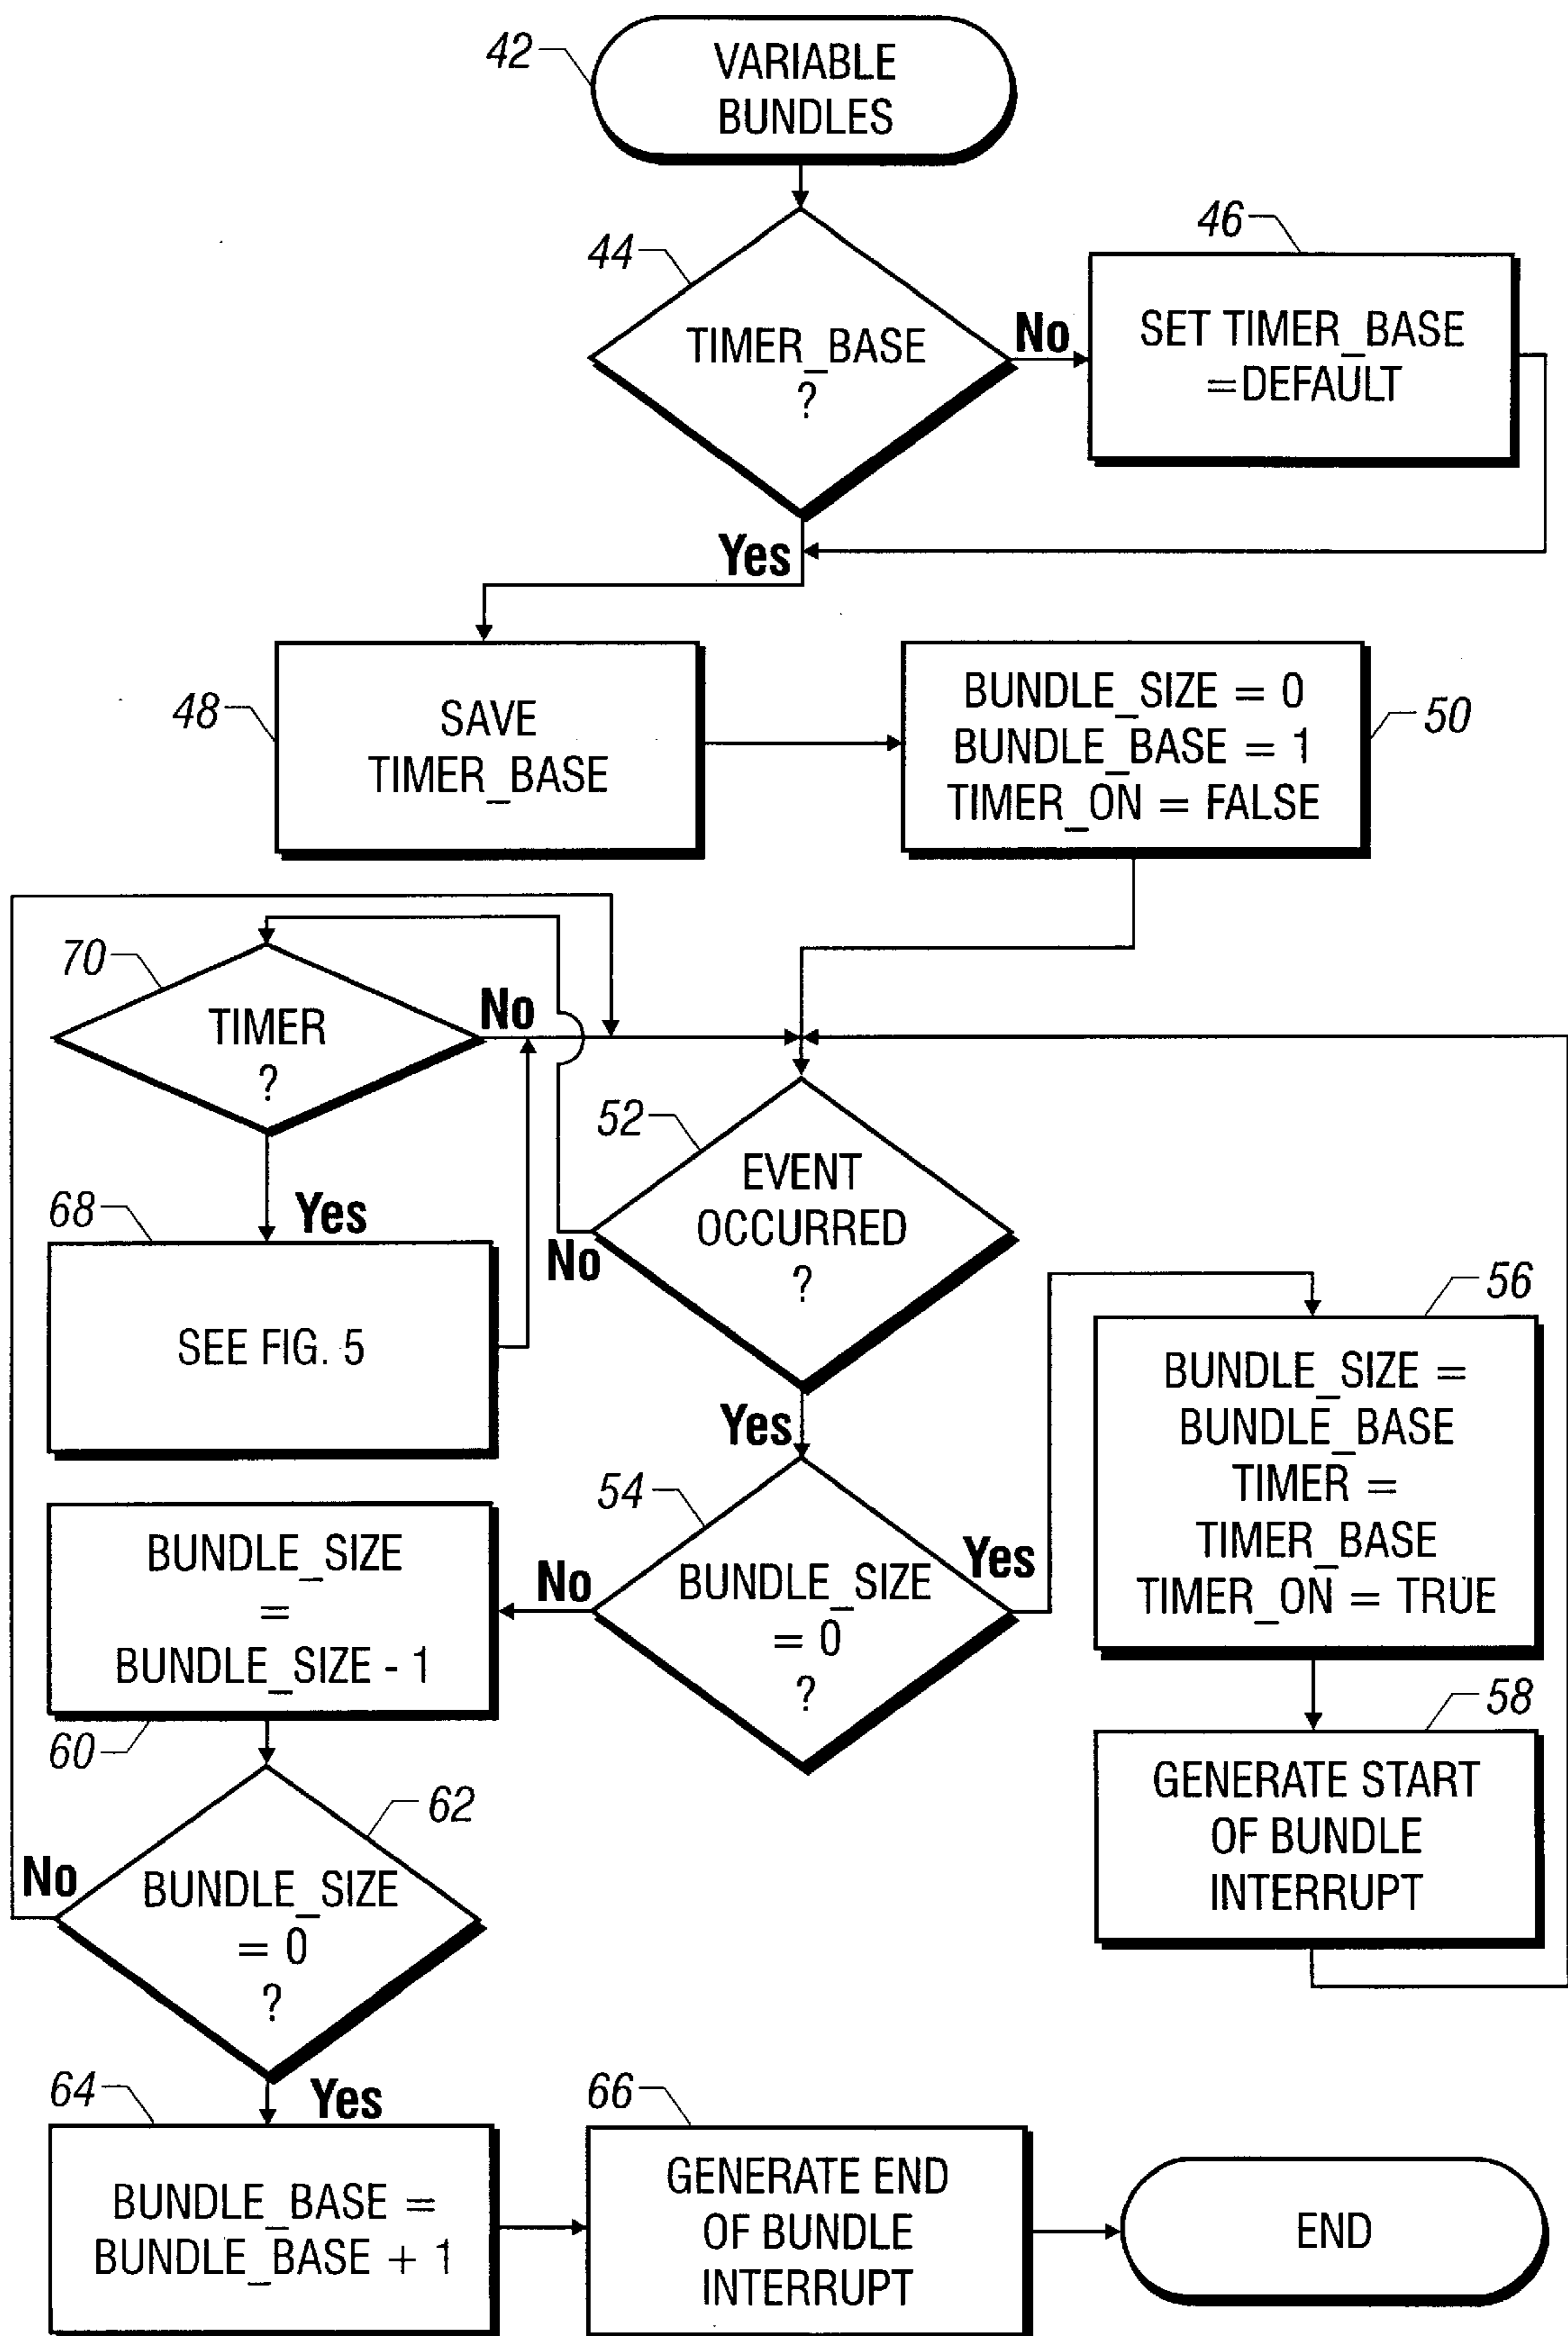 42
VARIABLE
BUNDLES
44
TIMER_BASE
?
No
46
SET TIMER_BASE
=DEFAULT
Yes
48
SAVE
TIMER_BASE
BUNDLE_SIZE = 0
BUNDLE_BASE = 1
TIMER_ON = FALSE
50
70
TIMER
?
No
Yes
68
SEE FIG. 5
52
EVENT
OCCURRED
?
No
Yes
54
BUNDLE_SIZE
= 0
?
No
Yes
56
BUNDLE_SIZE =
BUNDLE_BASE
TIMER =
TIMER_BASE
TIMER_ON = TRUE
58
GENERATE START
OF BUNDLE
INTERRUPT
BUNDLE_SIZE
=
BUNDLE_SIZE - 1
60
62
BUNDLE_SIZE
= 0
?
No
Yes
64
BUNDLE_BASE =
BUNDLE_BASE + 1
66
GENERATE END
OF BUNDLE
INTERRUPT
END